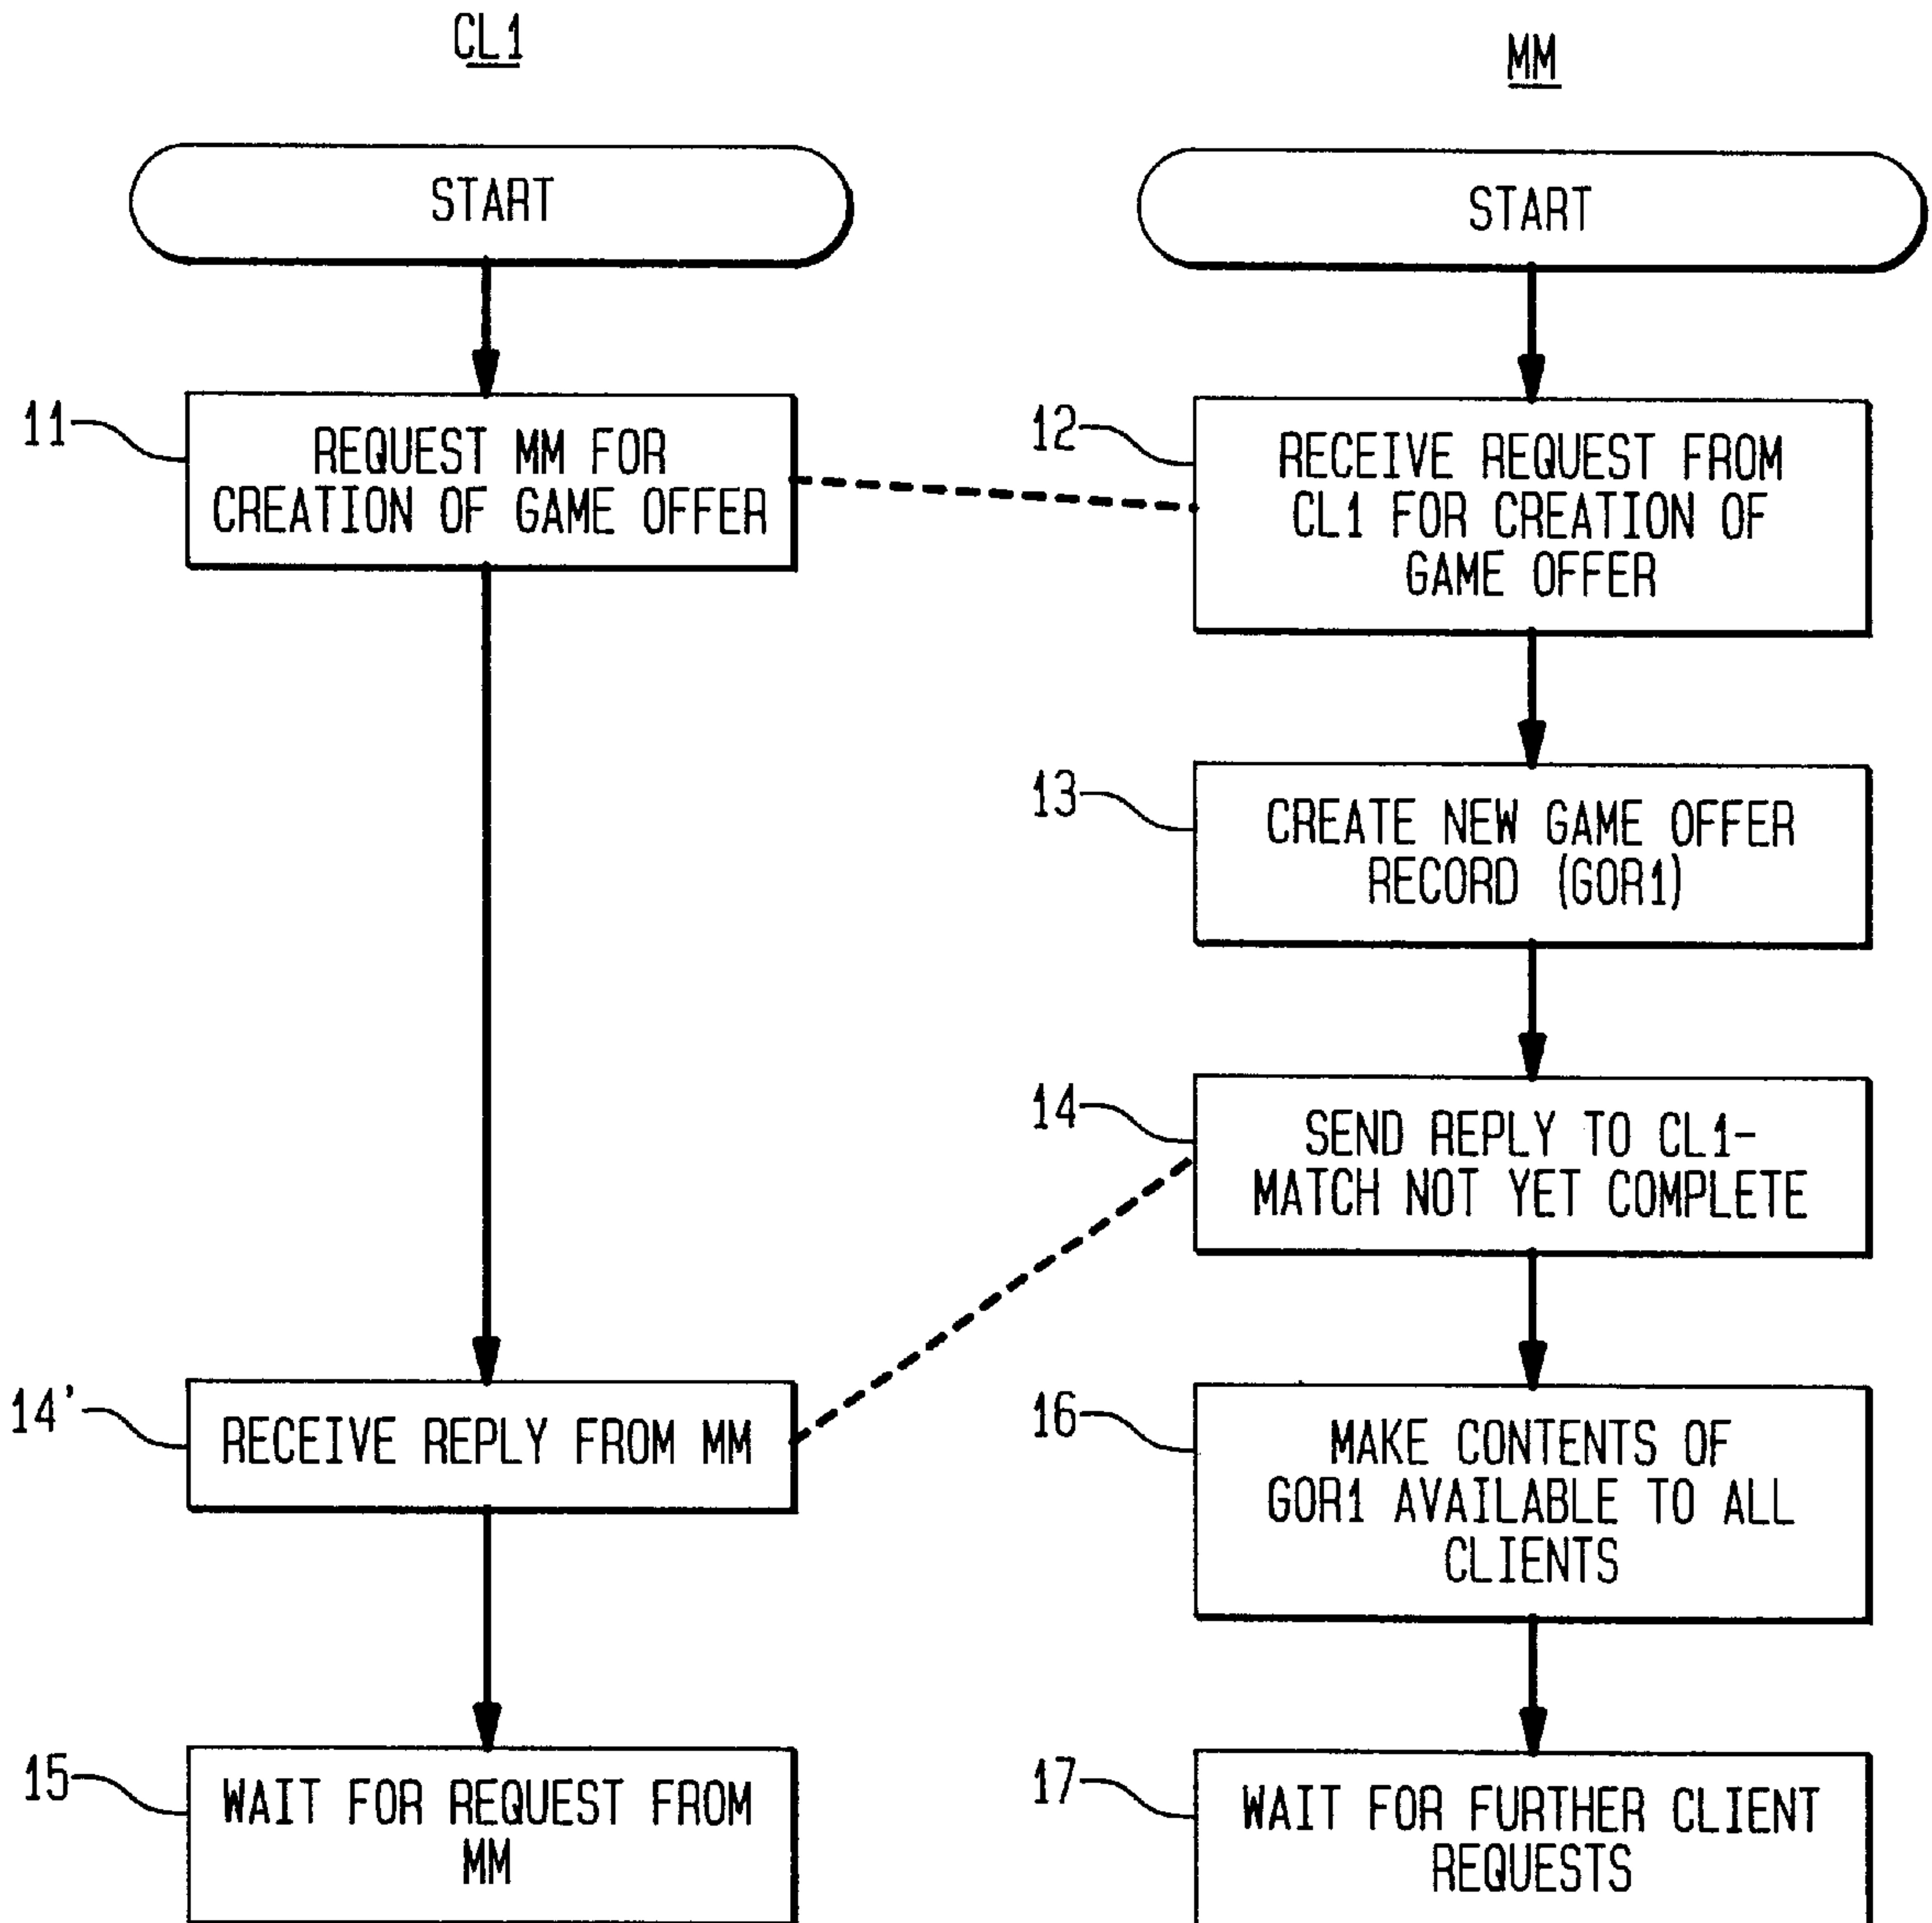 CL1
MM
START
START
11
REQUEST MM FOR
CREATION OF GAME OFFER
12
RECEIVE REQUEST FROM
CL1 FOR CREATION OF
GAME OFFER
13
CREATE NEW GAME OFFER
RECORD (GOR1)
14
SEND REPLY TO CL1-
MATCH NOT YET COMPLETE
14'
RECEIVE REPLY FROM MM
16
MAKE CONTENTS OF
GOR1 AVAILABLE TO ALL
CLIENTS
15
WAIT FOR REQUEST FROM
MM
17
WAIT FOR FURTHER CLIENT
REQUESTS